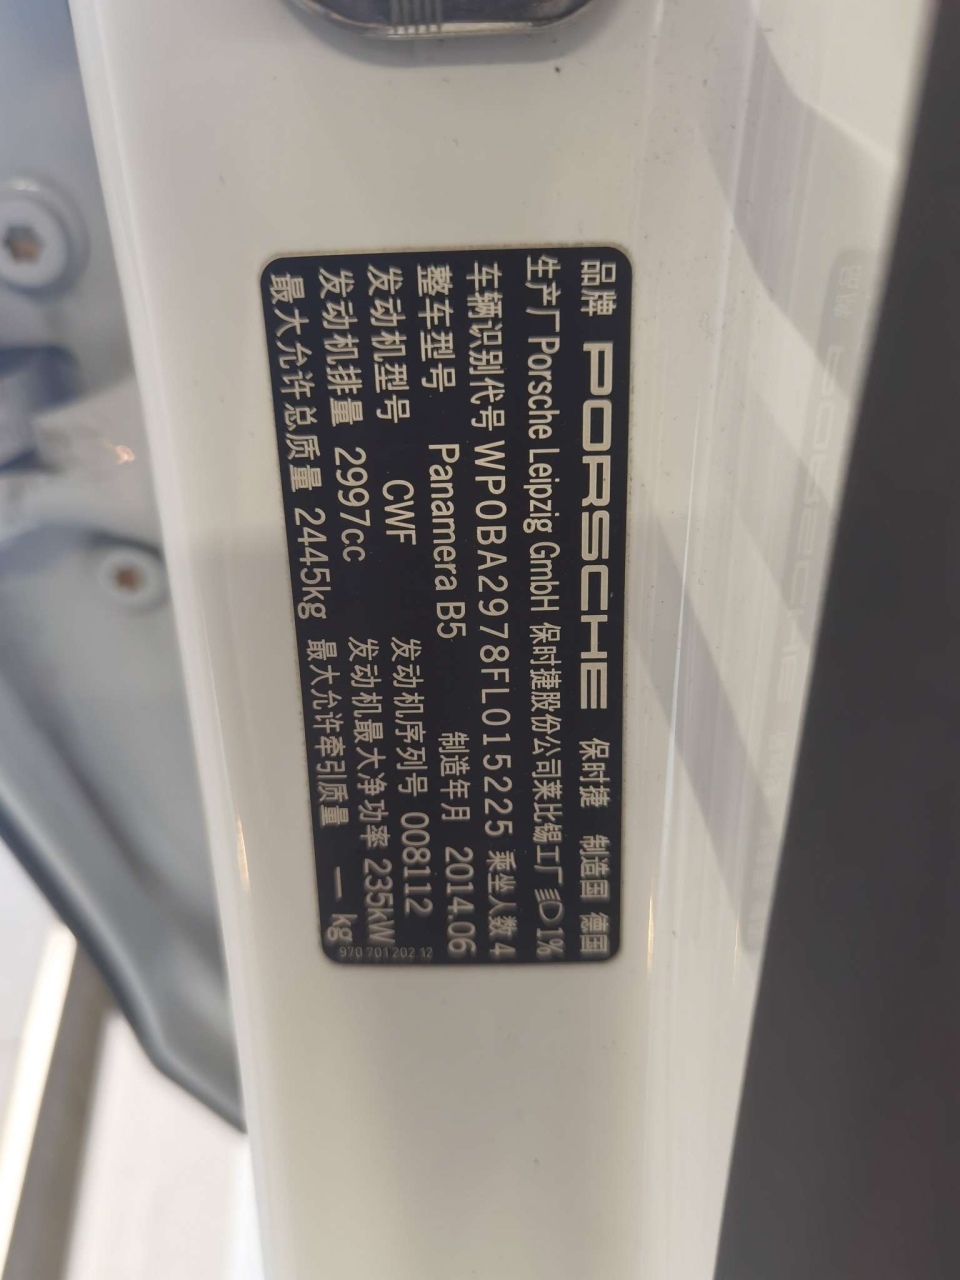 品牌 PORSCHE 保时捷 制造国 德国
生产厂 Porsche Leipzig GmbH 保时捷股份公司莱比锡工厂 1%
车辆识别代号 WP0BA2978FL015225 乘坐人数 4
整车型号 Panamera B5 制造年月 2014.06
发动机型号 CWF 发动机序列号 008112
发动机排量 2997cc 发动机最大净功率 235kW
最大允许总质量 2445kg 最大允许牵引质量 — kg
970 701 202 12